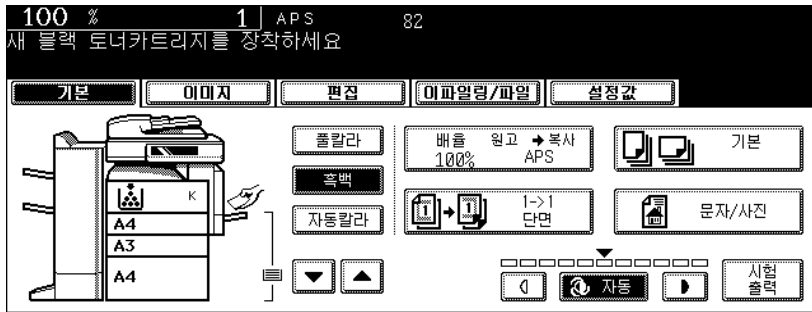 100 % 1 APS 82
새 블랙 토너카트리지를 장착하세요
기본 이미지 편집 이파일링/파일 설정값
풀칼라
흑백
자동칼라
배율 원고 ➔ 복사
100% APS
기본
1 1 1->1
단면
문자/사진
K
A4
A3
A4
자동
시험
출력